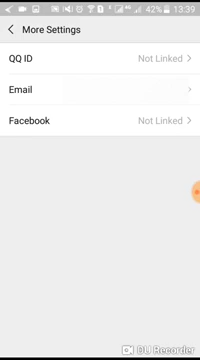 42% 13:39
More Settings
QQ ID Not Linked
Email
Facebook Not Linked
DU Recorder